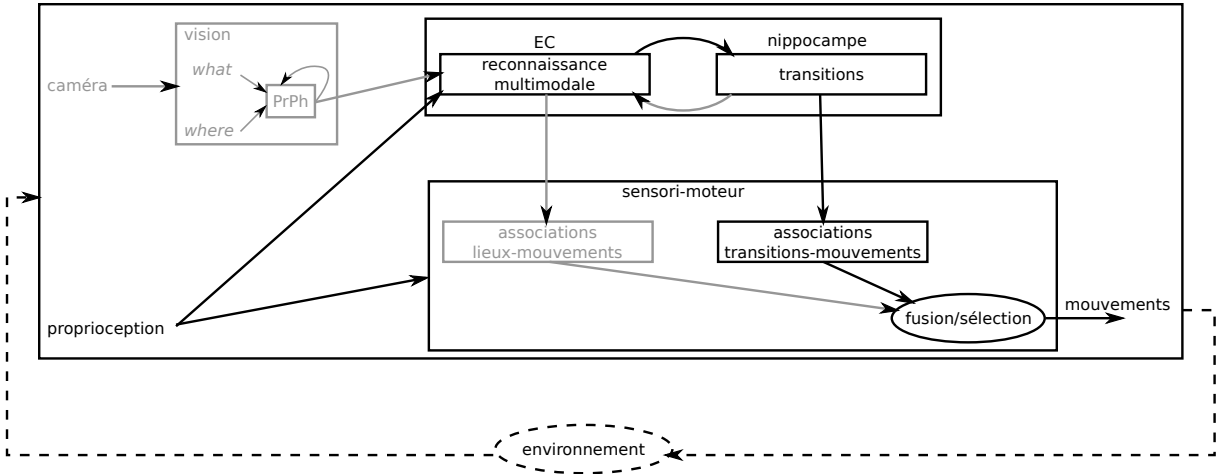 vision
what
caméra
PrPh
where
EC
nippocampe
reconnaissance
multimodale
transitions
sensori-moteur
associations
lieux-mouvements
associations
transitions-mouvements
proprioception
fusion/sélection
mouvements
environnement